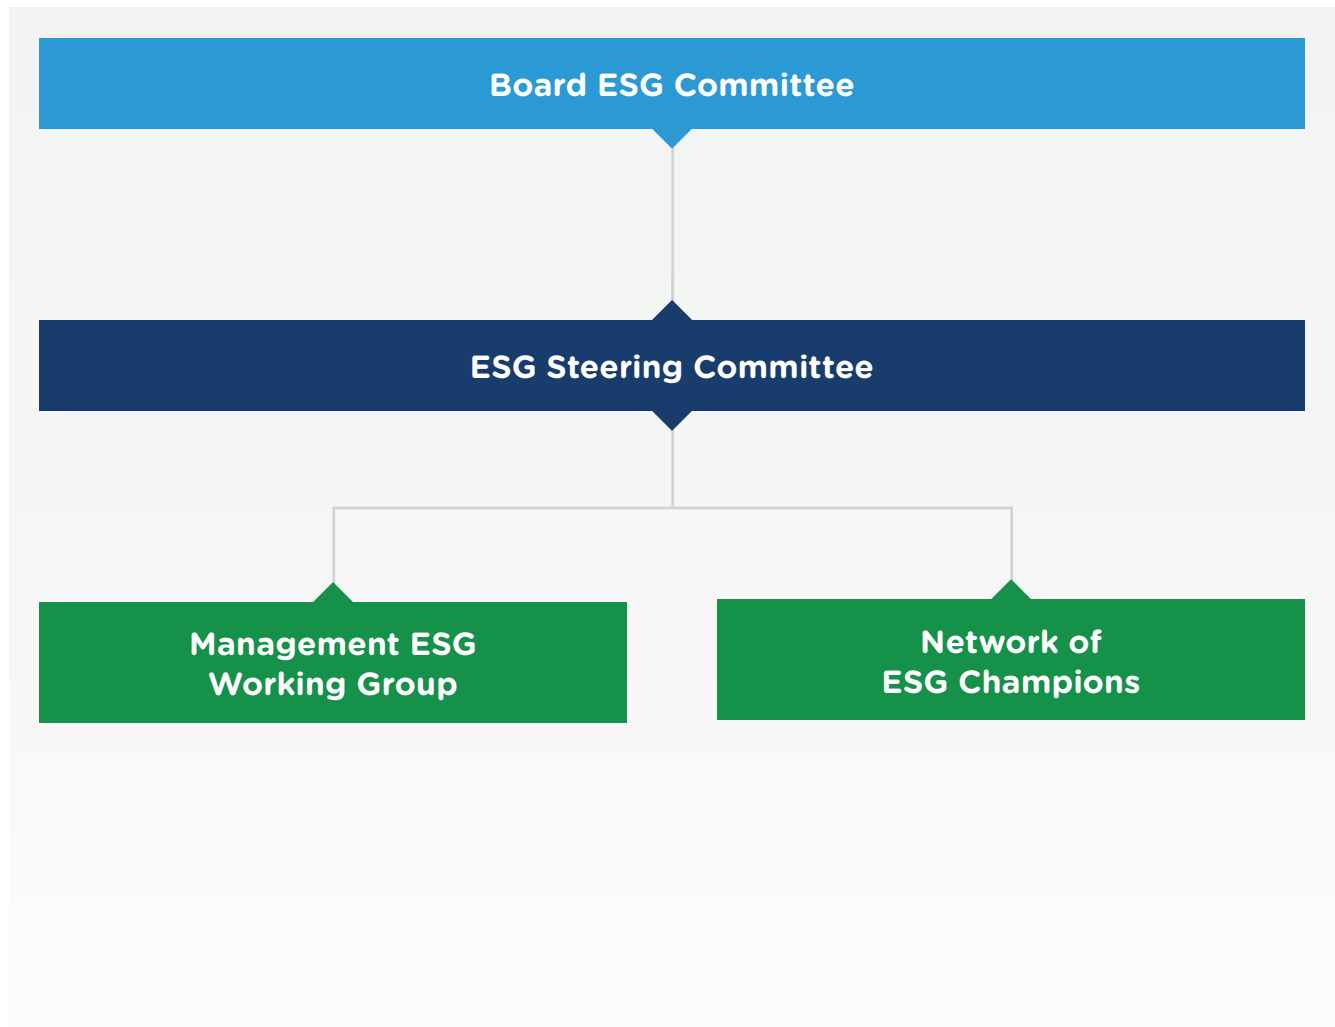 Board ESG Committee
ESG Steering Committee
Management ESG
Working Group
Network of
ESG Champions